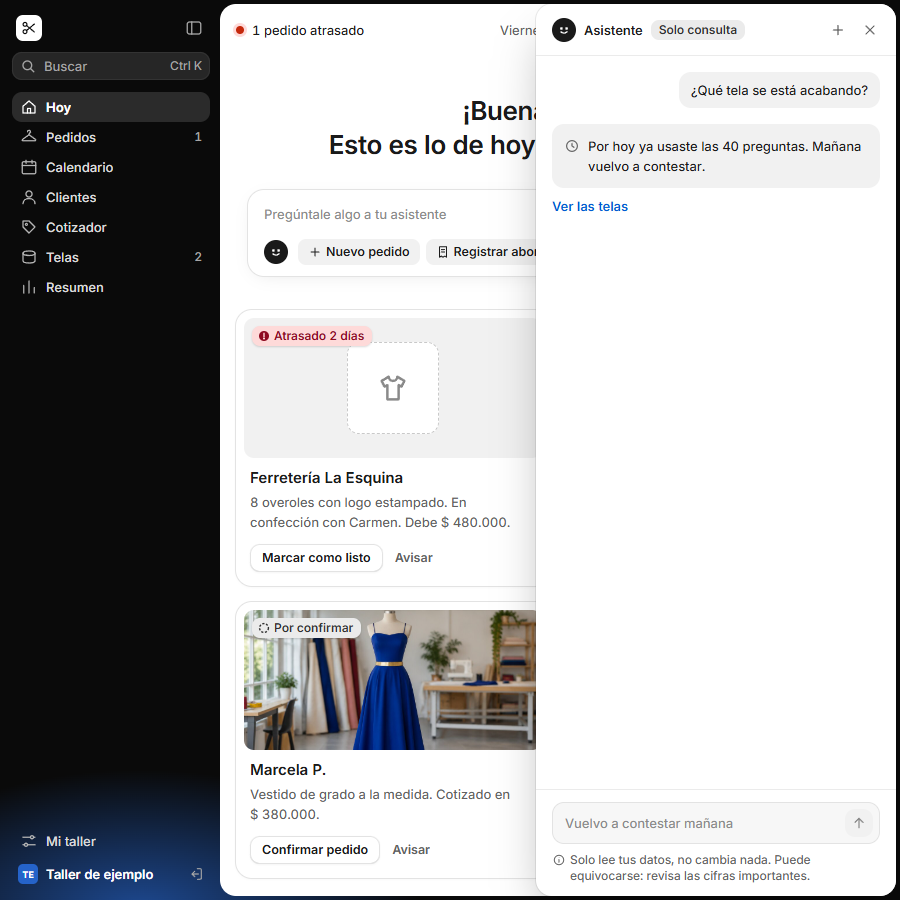 Buscar
Ctrl K
Hoy
Pedidos
1
Calendario
Clientes
Cotizador
Telas
2
Resumen
Mi taller
TE
Taller de ejemplo
1 pedido atrasado
¡Buena
Esto es lo de hoy
Pregúntale algo a tu asistente
Nuevo pedido
Registrar
Atrasado 2 días
Ferretería La Esquina
8 overoles con logo estampado. En
confección con Carmen. Debe $ 480.000.
Marcar como listo
Avisar
Por confirmar
Marcela P.
Vestido de grado a la medida. Cotizado en
$ 380.000.
Confirmar pedido
Avisar
Asistente
Solo consulta
¿Qué tela se está acabando?
Por hoy ya usaste las 40 preguntas. Mañana
vuelvo a contestar.
Ver las telas
Vuelvo a contestar mañana
Solo lee tus datos, no cambia nada. Puede
equivocarse: revisa las cifras importantes.